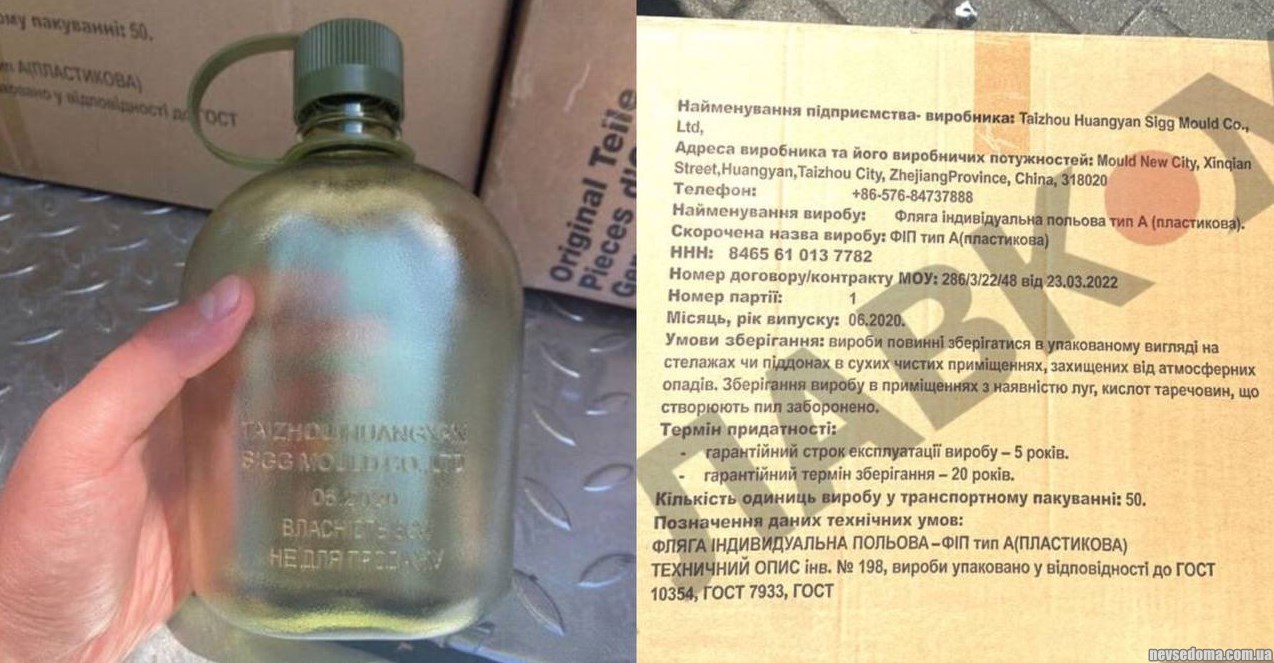 ому пакуванні: 50.
ип А(ПЛАСТИКОВА)
ковано у відповідності до ГОСТ
Original Teile
Pieces d'
TAIZHOU HUANGYAN
SIGG MOULD CO., LTD
06.2020
ВЛАСНІСТЬ ЗСУ
НЕ ДЛЯ ПРОДАЖУ
Найменування підприємства- виробника: Taizhou Huangyan Sigg Mould Co.,
Ltd,
Адреса виробника та його виробничих потужностей: Mould New City, Xinqian
Street,Huangyan,Taizhou City, ZhejiangProvince, China, 318020
Телефон: +86-576-84737888
Найменування виробу: Фляга індивідуальна польова тип А (пластикова).
Скорочена назва виробу: ФІП тип А(пластикова)
ННН: 8465 61 013 7782
Номер договору/контракту МОУ: 286/3/22/48 від 23.03.2022
Номер партії: 1
Місяць, рік випуску: 06.2020.
Умови зберігання: вироби повинні зберігатися в упакованому вигляді на
стелажах чи піддонах в сухих чистих приміщеннях, захищених від атмосферних
опадів. Зберігання виробу в приміщеннях з наявністю луг, кислот таречовин, що
створюють пил заборонено.
Термін придатності:
- гарантійний строк експлуатації виробу – 5 років.
- гарантійний термін зберігання – 20 років.
Кількість одиниць виробу у транспортному пакуванні: 50.
Позначення даних технічних умов:
ФЛЯГА ІНДИВИДУАЛЬНА ПОЛЬОВА –ФІП тип А(ПЛАСТИКОВА)
ТЕХНИЧНИЙ ОПИС інв. № 198, вироби упаковано у відповідності до ГОСТ
10354, ГОСТ 7933, ГОСТ
ЛАВКА
nevsedoma.com.ua